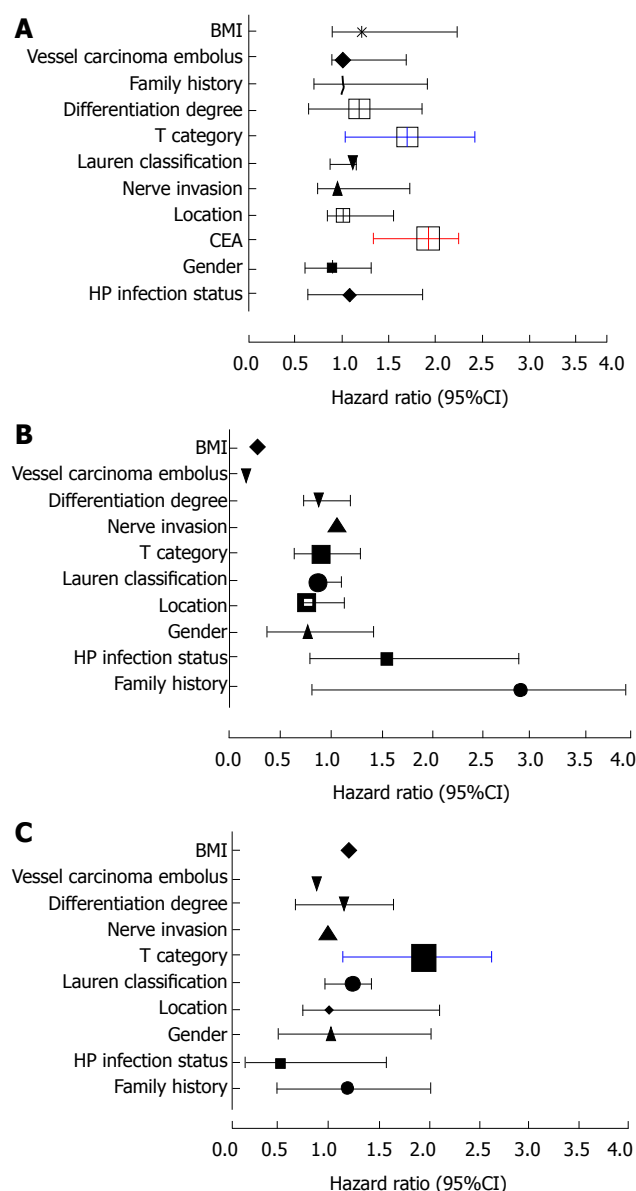 A
BMI
Vessel carcinoma embolus
Family history
Differentiation degree
T category
Lauren classification
Nerve invasion
Location
CEA
Gender
HP infection status
0.0 0.5 1.0 1.5 2.0 2.5 3.0 3.5 4.0
Hazard ratio (95%CI)
B
BMI
Vessel carcinoma embolus
Differentiation degree
Nerve invasion
T category
Lauren classification
Location
Gender
HP infection status
Family history
0.0 0.5 1.0 1.5 2.0 2.5 3.0 3.5 4.0
Hazard ratio (95%CI)
C
BMI
Vessel carcinoma embolus
Differentiation degree
Nerve invasion
T category
Lauren classification
Location
Gender
HP infection status
Family history
0.0 0.5 1.0 1.5 2.0 2.5 3.0 3.5 4.0
Hazard ratio (95%CI)